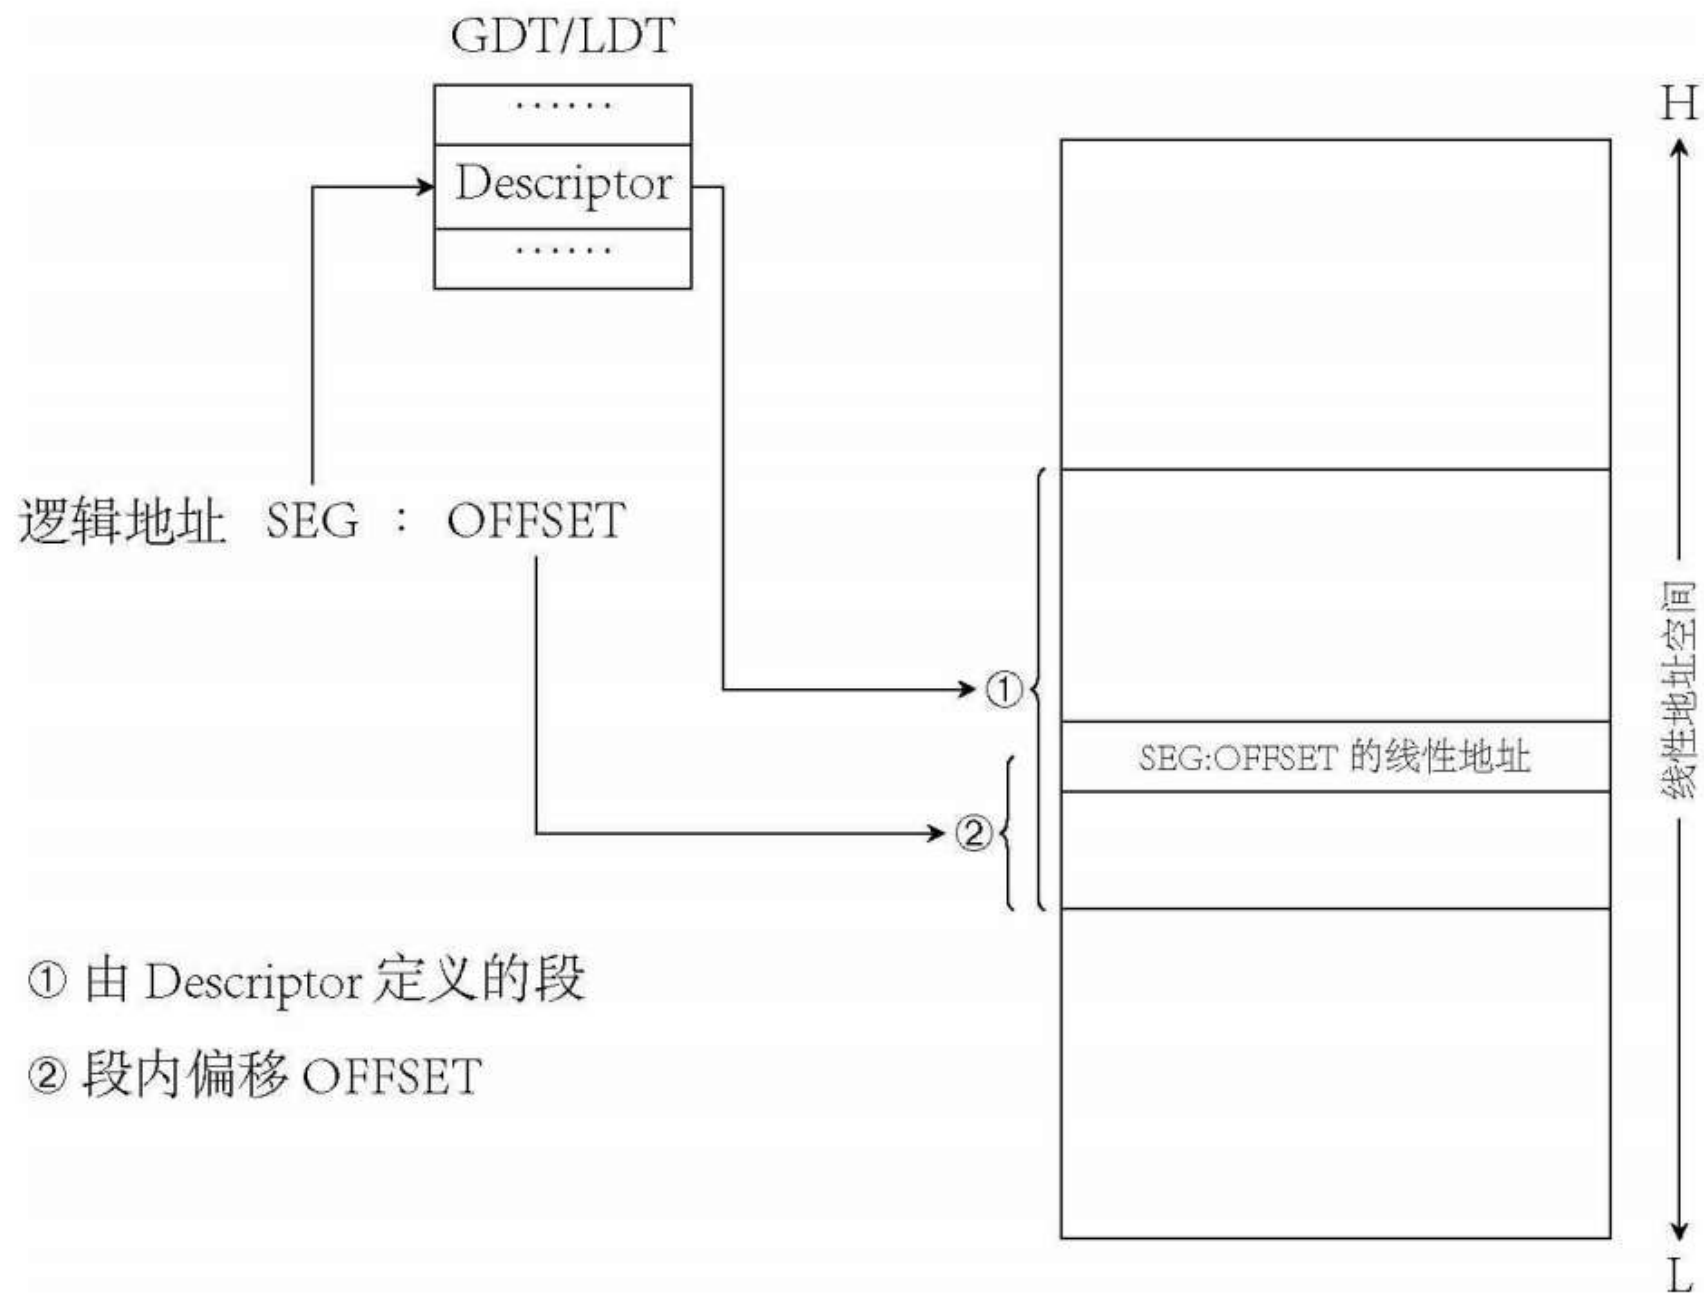 GDT/LDT
······
Descriptor
······
H
逻辑地址 SEG : OFFSET
①
线性地址空间
SEG:OFFSET 的线性地址
②
① 由 Descriptor 定义的段
② 段内偏移 OFFSET
L